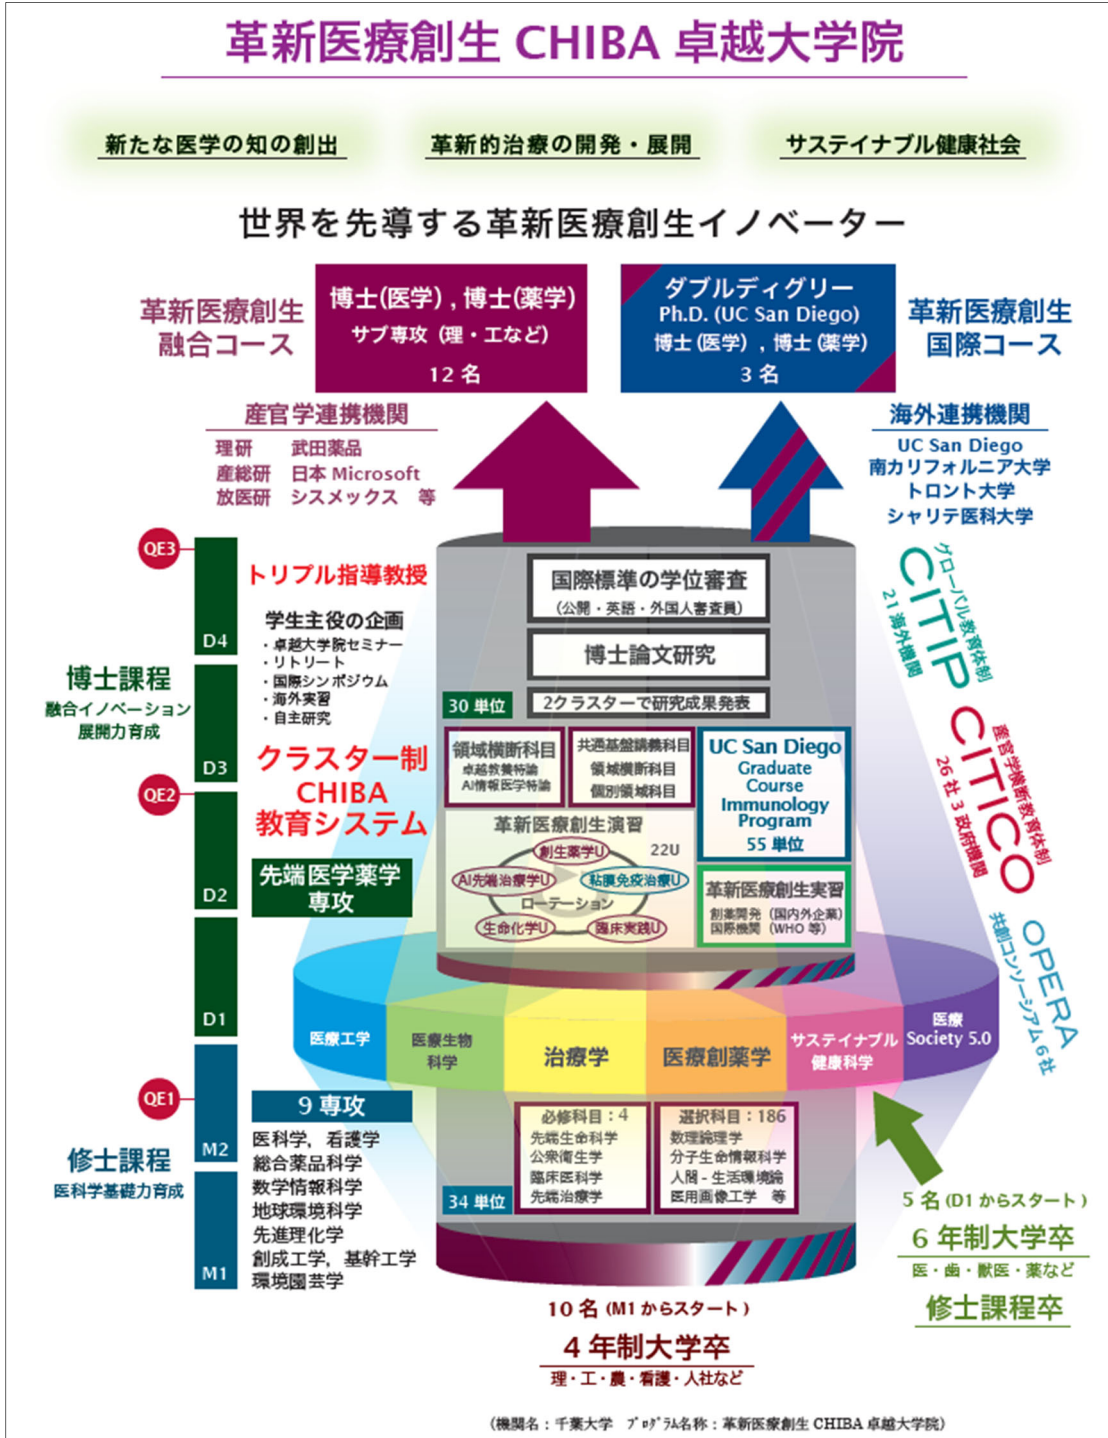 革新医療創生 CHIBA 卓越大学院
新たな医学の知の創出
革新的治療の開発・展開
サステイナブル健康社会
世界を先導する革新医療創生イノベーター
革新医療創生
融合コース
博士(医学) , 博士(薬学)
サブ専攻（理・工など）
12 名
ダブルディグリー
Ph.D. (UC San Diego)
博士 (医学) , 博士 (薬学)
3 名
革新医療創生
国際コース
産官学連携機関
理研 武田薬品
産総研 日本 Microsoft
放医研 シスメックス 等
海外連携機関
UC San Diego
南カリフォルニア大学
トロント大学
シャリテ医科大学
QE3
D4
博士課程
融合イノベーション
展開力育成
D3
QE2
D2
D1
トリプル指導教授
学生主役の企画
・卓越大学院セミナー
・リトリート
・国際シンポジウム
・海外実習
・自主研究
クラスター制
CHIBA
教育システム
先端医学薬学
専攻
国際標準の学位審査
（公開・英語・外国人審査員）
博士論文研究
30 単位
2クラスターで研究成果発表
領域横断科目
卓越教養特論
AI情報医学特論
共通基盤講義科目
領域横断科目
個別領域科目
UC San Diego
Graduate
Course
Immunology
Program
55 単位
革新医療創生演習
創生薬学U
22U
AI先端治療学U
粘膜免疫治療U
ローテーション
生命化学U
臨床実践U
革新医療創生実習
創薬開発（国内外企業）
国際機関（WHO 等）
グローバル教育体制
CITIP
21 海外機関
産官学横断教育体制
CITICO
26 社 3 政府機関
OPERA
共創コンソーシアム 6 社
医療工学
医療生物
科学
治療学
医療創薬学
サステイナブル
健康科学
医療
Society 5.0
QE1
M2
修士課程
医科学基礎力育成
M1
9 専攻
医科学，看護学
総合薬品科学
数学情報科学
地球環境科学
先進理化学
創成工学，基幹工学
環境園芸学
必修科目：4
先端生命科学
公衆衛生学
臨床医科学
先端治療学
選択科目：186
数理論理学
分子生命情報科学
人間 - 生活環境論
医用画像工学 等
34 単位
5 名 (D1 からスタート )
6 年制大学卒
医・歯・獣医・薬など
修士課程卒
10 名 (M1 からスタート )
4 年制大学卒
理・工・農・看護・人社など
（機関名：千葉大学 プログラム名称：革新医療創生 CHIBA 卓越大学院）